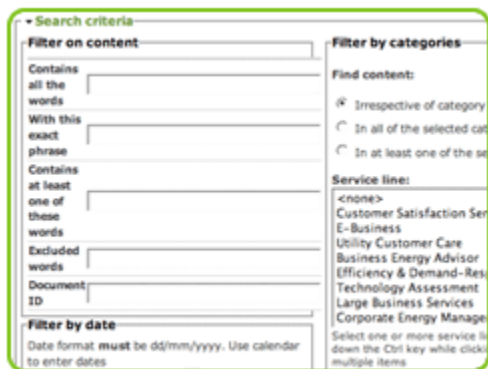 Search criteria
Filter on content
Contains
all the
words
With this
exact
phrase
Contains
at least
one of
these
words
Excluded
words
Document
ID
Filter by date
Date format must be dd/mm/yyyy. Use calendar
to enter dates
Filter by categories
Find content:
Irrespective of category
In all of the selected cat
In at least one of the se
Service line:
<none>
Customer Satisfaction Ser
E-Business
Utility Customer Care
Business Energy Advisor
Efficiency & Demand-Res
Technology Assessment
Large Business Services
Corporate Energy Manage
Select one or more service li
down the Ctrl key while clicki
multiple items